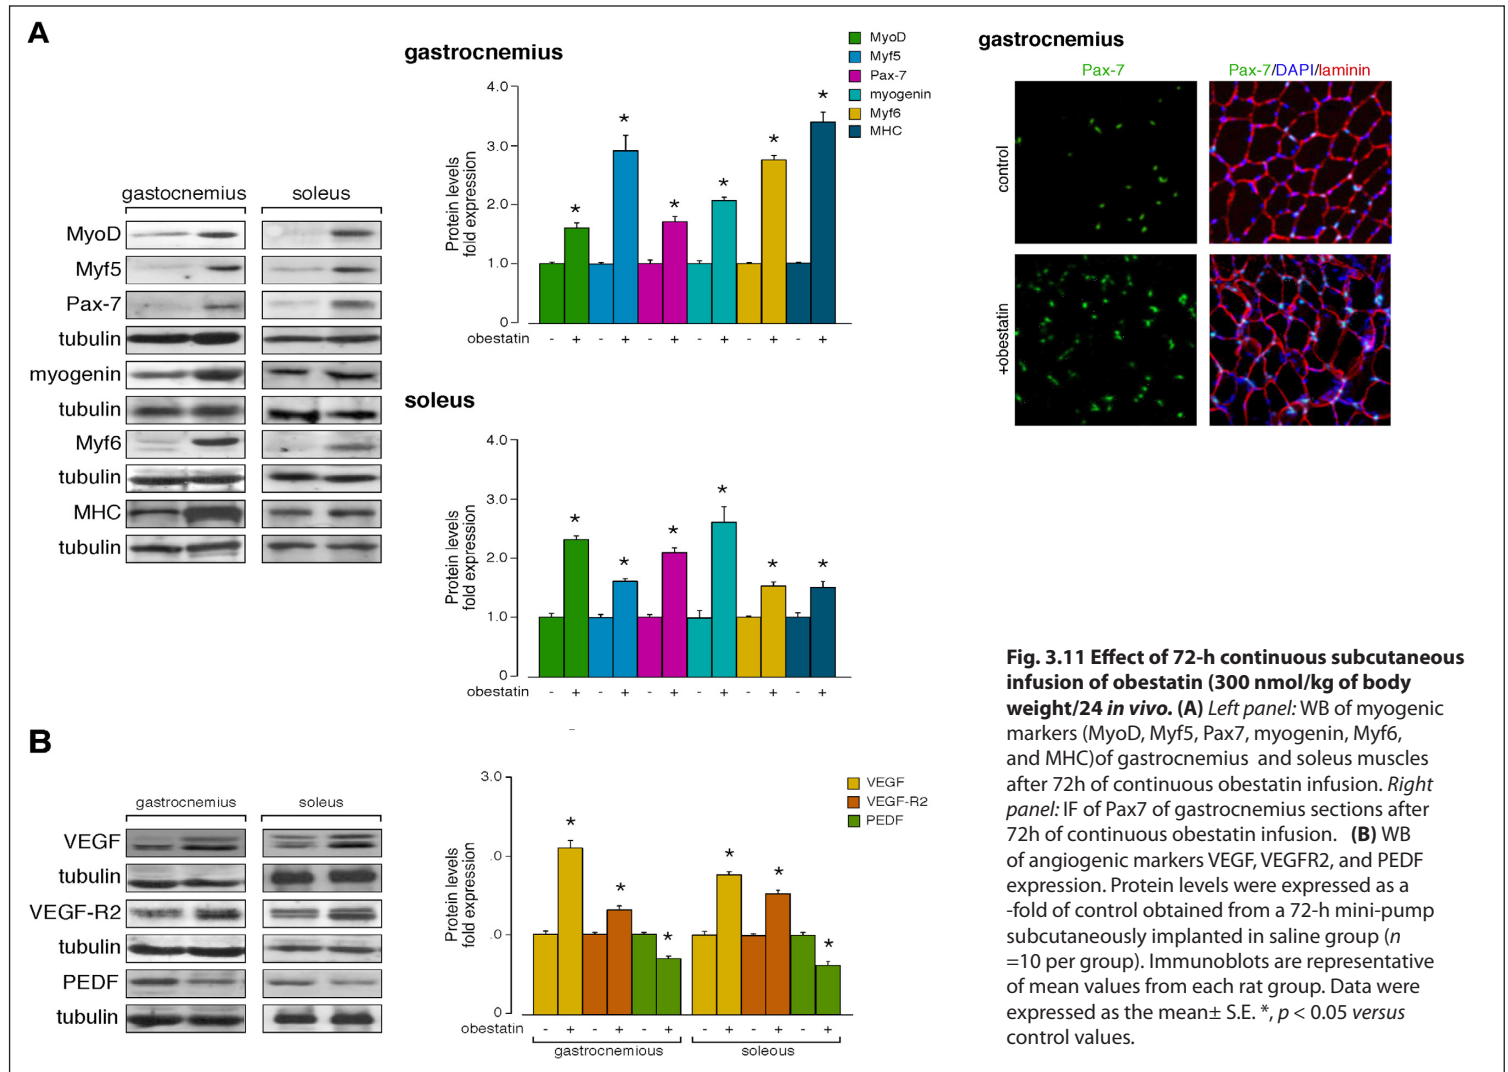 A
gastocnemius soleus
MyoD
Myf5
Pax-7
tubulin
myogenin
tubulin
Myf6
tubulin
MHC
tubulin
gastrocnemius
MyoD
Myf5
Pax-7
myogenin
Myf6
MHC
Protein levels
fold expression
4.0
3.0
2.0
1.0
0
* * * * * *
obestatin - + - + - + - + - + - +
soleus
Protein levels
fold expression
4.0
3.0
2.0
1.0
0
* * * * * *
obestatin - + - + - + - + - + - +
gastrocnemius
Pax-7 Pax-7/DAPI/laminin
control
+obestatin
B
gastrocnemius soleus
VEGF
tubulin
VEGF-R2
tubulin
PEDF
tubulin
–
VEGF
VEGF-R2
PEDF
Protein levels
fold expression
3.0
.0
.0
0
* * * * * *
obestatin - + - + - + - + - + - +
gastrocnemious soleous
Fig. 3.11 Effect of 72-h continuous subcutaneous
infusion of obestatin (300 nmol/kg of body
weight/24 in vivo. (A) Left panel: WB of myogenic
markers (MyoD, Myf5, Pax7, myogenin, Myf6,
and MHC)of gastrocnemius and soleus muscles
after 72h of continuous obestatin infusion. Right
panel: IF of Pax7 of gastrocnemius sections after
72h of continuous obestatin infusion. (B) WB
of angiogenic markers VEGF, VEGFR2, and PEDF
expression. Protein levels were expressed as a
-fold of control obtained from a 72-h mini-pump
subcutaneously implanted in saline group (n
=10 per group). Immunoblots are representative
of mean values from each rat group. Data were
expressed as the mean± S.E. *, p < 0.05 versus
control values.